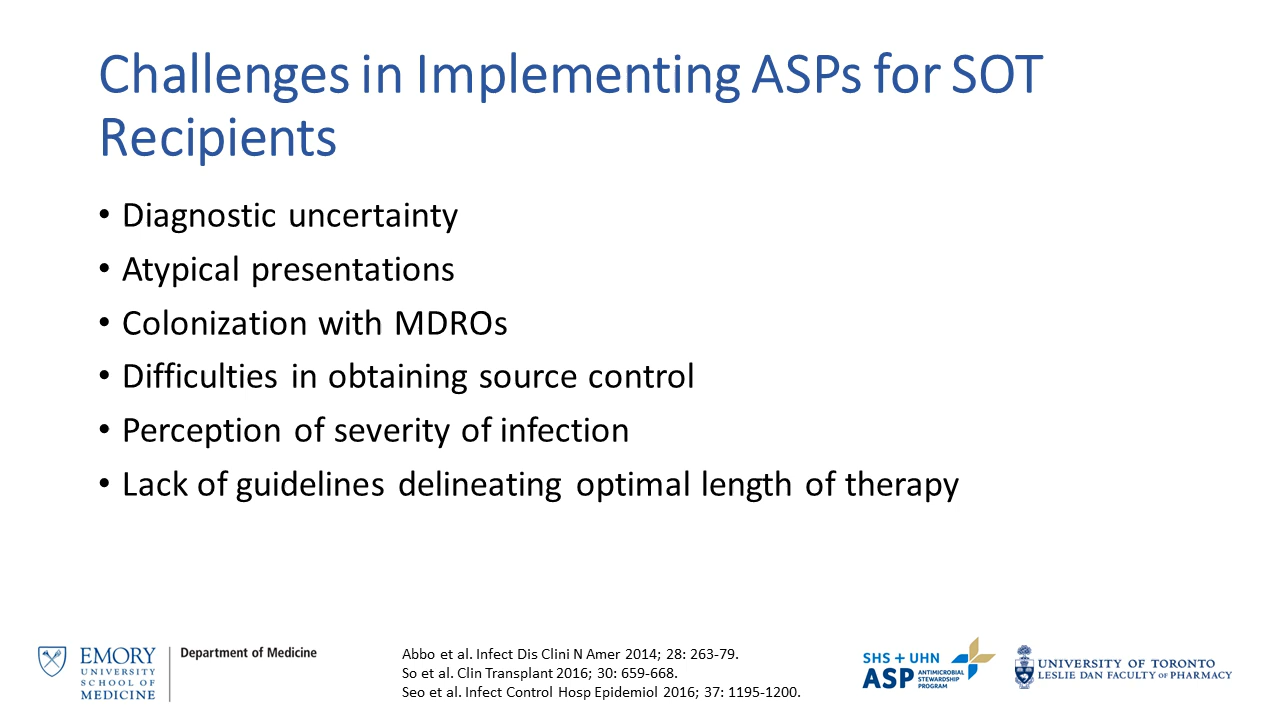 Challenges in Implementing ASPs for SOT
Recipients
• Diagnostic uncertainty
• Atypical presentations
• Colonization with MDROs
• Difficulties in obtaining source control
• Perception of severity of infection
• Lack of guidelines delineating optimal length of therapy
EMORY
UNIVERSITY
SCHOOL OF
MEDICINE
Department of Medicine
Abbo et al. Infect Dis Clini N Amer 2014; 28: 263-79.
So et al. Clin Transplant 2016; 30: 659-668.
Seo et al. Infect Control Hosp Epidemiol 2016; 37: 1195-1200.
SHS + UHN
ASP
ANTIMICROBIAL
STEWARDSHIP
PROGRAM
UNIVERSITY OF TORONTO
LESLIE DAN FACULTY OF PHARMACY